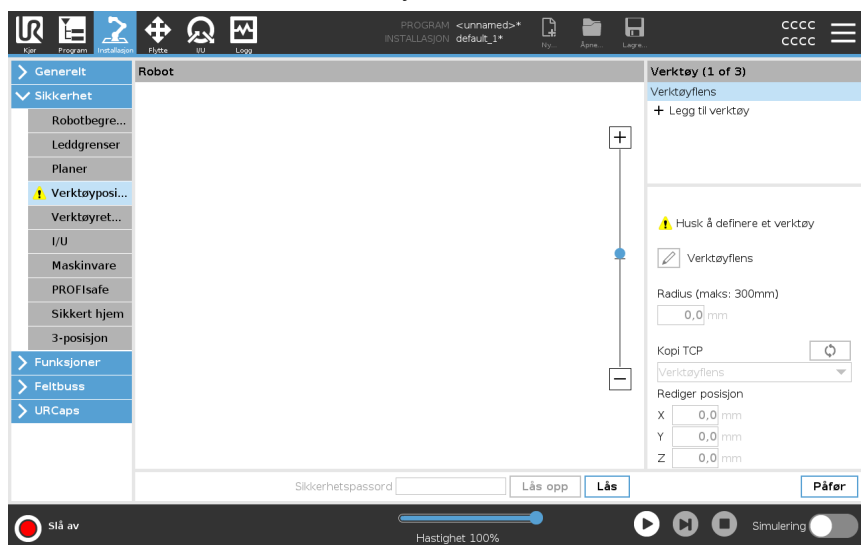 PROGRAM <unnamed>*
INSTALLASJON default_1*
Ny...
Åpne...
Lagre...
CCCC
CCCC
Kjør
Program
Installasjon
Flytte
I/U
Logg
Generelt
Sikkerhet
Robotbegre...
Leddgrenser
Planer
Verktøyposi...
Verktøyret...
I/U
Maskinvare
PROFIsafe
Sikkert hjem
3-posisjon
Funksjoner
Feltbuss
URCaps
Robot
Verktøy (1 of 3)
Verktøyflens
+ Legg til verktøy
Husk å definere et verktøy
Verktøyflens
Radius (maks: 300mm)
0,0 mm
Kopi TCP
Verktøyflens
Rediger posisjon
X 0,0 mm
Y 0,0 mm
Z 0,0 mm
Sikkerhetspassord
Lås opp
Lås
Påfør
Slå av
Hastighet 100%
Simulering